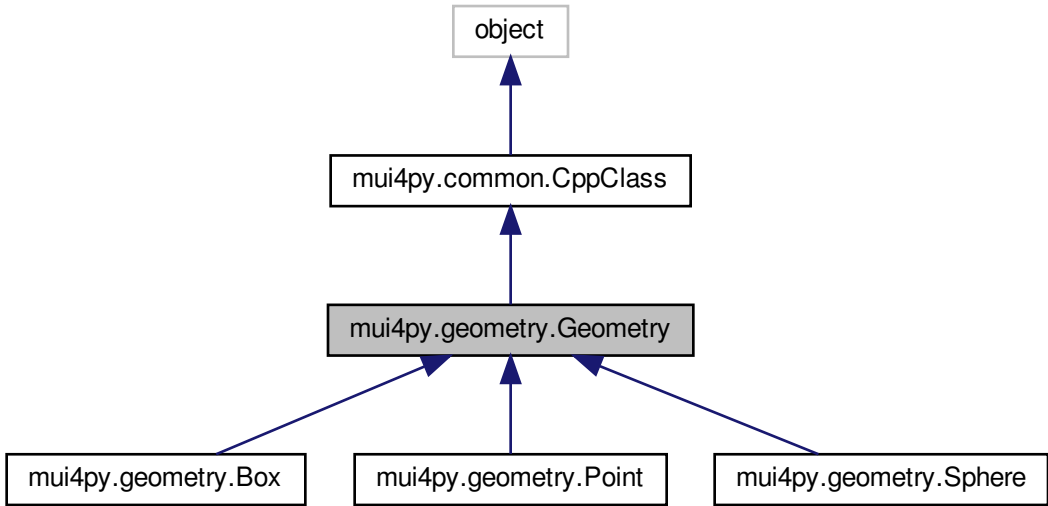 object
mui4py.common.CppClass
mui4py.geometry.Geometry
mui4py.geometry.Box
mui4py.geometry.Point
mui4py.geometry.Sphere